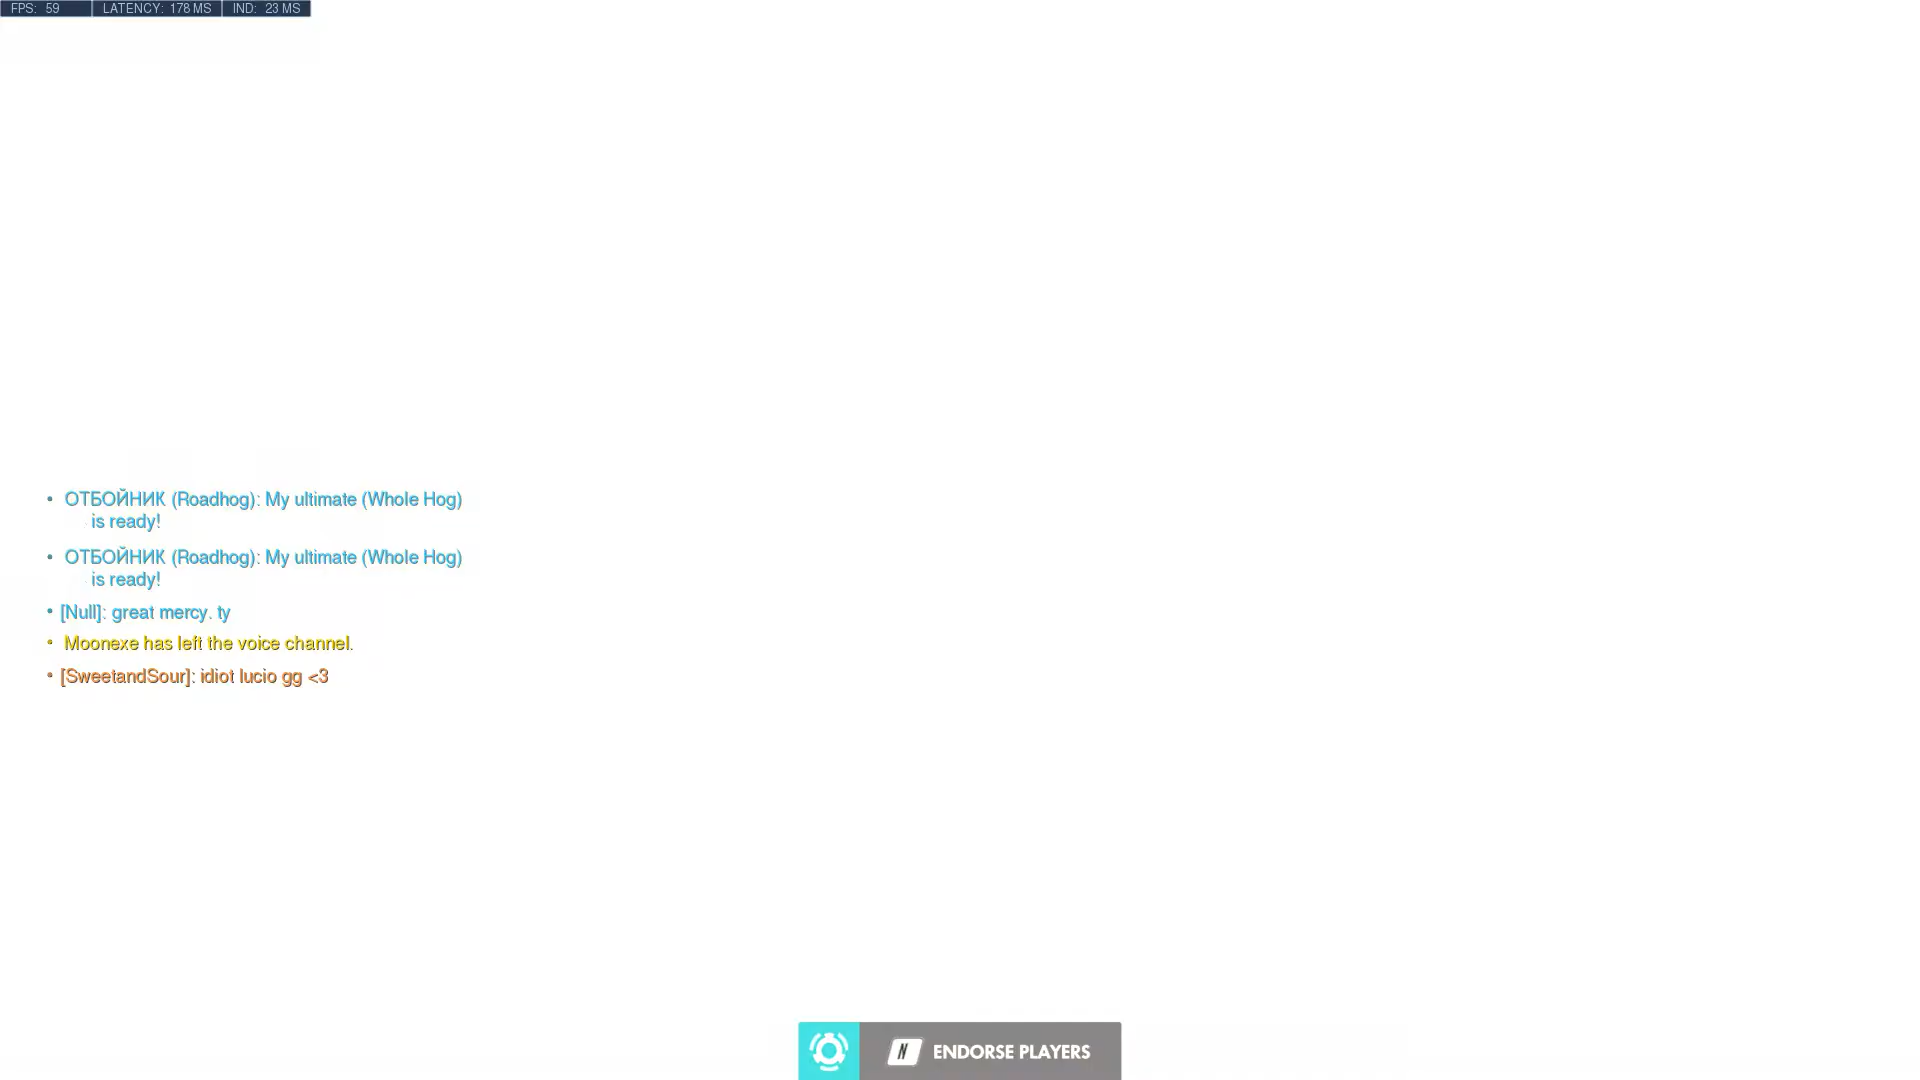 FPS: 59 LATENCY: 178 MS IND: 23 MS
• ОТБОЙНИК (Roadhog): My ultimate (Whole Hog)
is ready!
• ОТБОЙНИК (Roadhog): My ultimate (Whole Hog)
is ready!
• [Null]: great mercy. ty
• Moonexe has left the voice channel.
• [SweetandSour]: idiot lucio gg <3
N ENDORSE PLAYERS